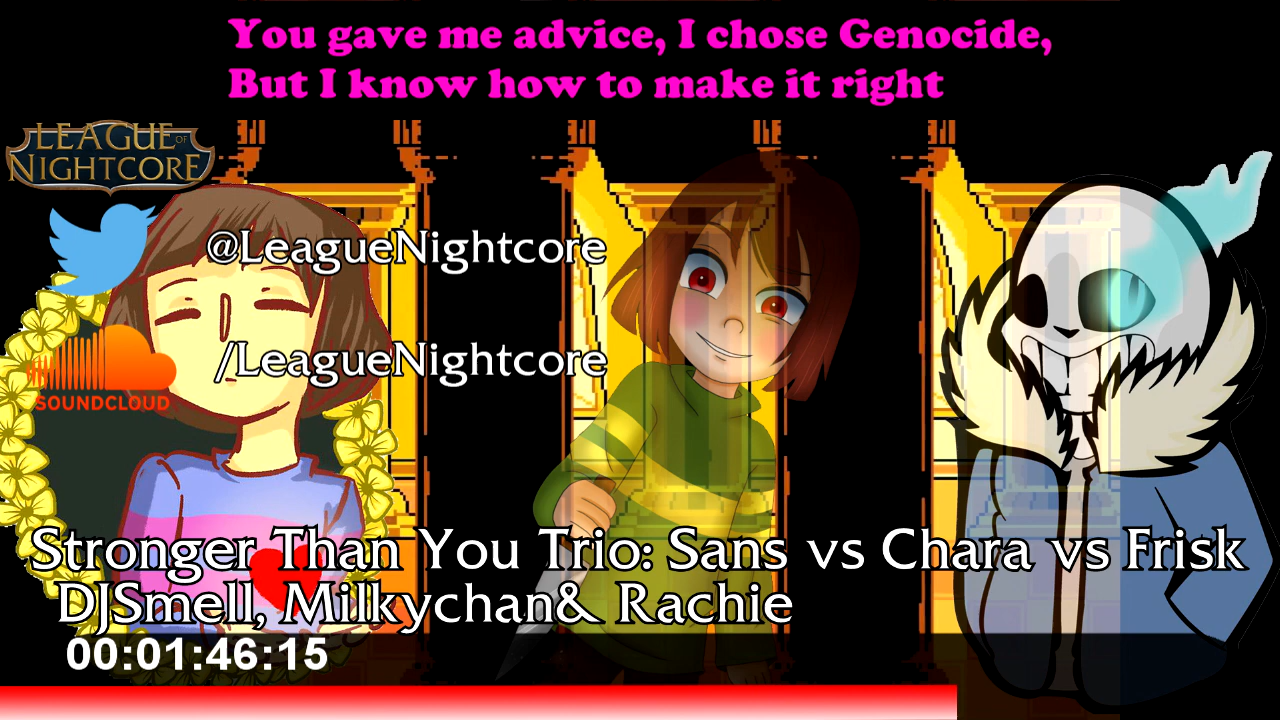 You gave me advice, I chose Genocide,
But I know how to make it right
LEAGUE OF
NIGHTCORE
@LeagueNightcore
/LeagueNightcore
SOUNDCLOUD
Stronger Than You Trio: Sans vs Chara vs Frisk
DJSmell, Milkychan& Rachie
00:01:46:15